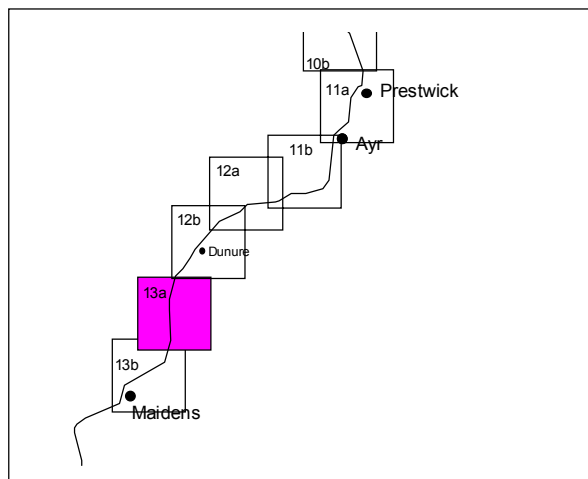 10b
11a
Prestwick
Ayr
11b
12a
12b
Dunure
13a
13b
Maidens